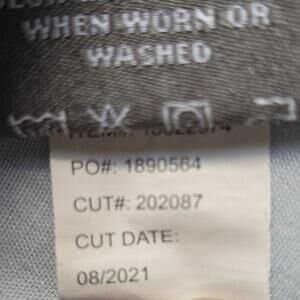 WHEN WORN OR
WASHED
PO#: 1890564
CUT#: 202087
CUT DATE:
08/2021